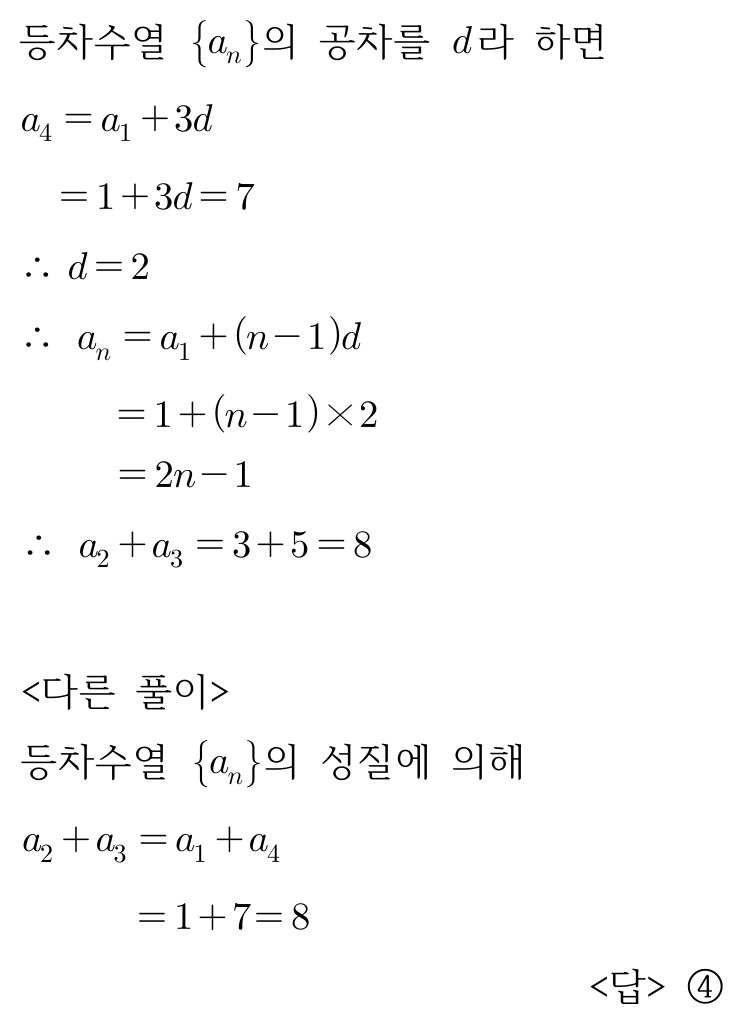 등차수열 {aₙ}의 공차를 d라 하면
a₄ = a₁ + 3d
= 1 + 3d = 7
∴ d = 2
∴ aₙ = a₁ + (n − 1)d
= 1 + (n − 1) × 2
= 2n − 1
∴ a₂ + a₃ = 3 + 5 = 8
<다른 풀이>
등차수열 {aₙ}의 성질에 의해
a₂ + a₃ = a₁ + a₄
= 1 + 7 = 8
<답> ④